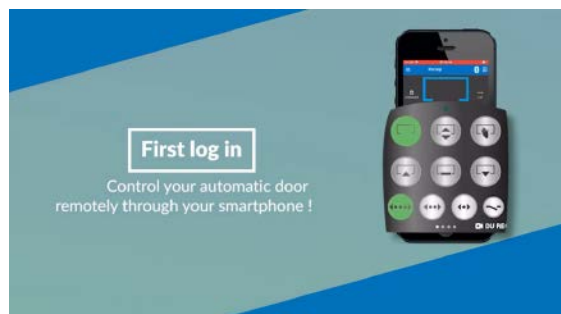 First log in
Control your automatic door
remotely through your smartphone !